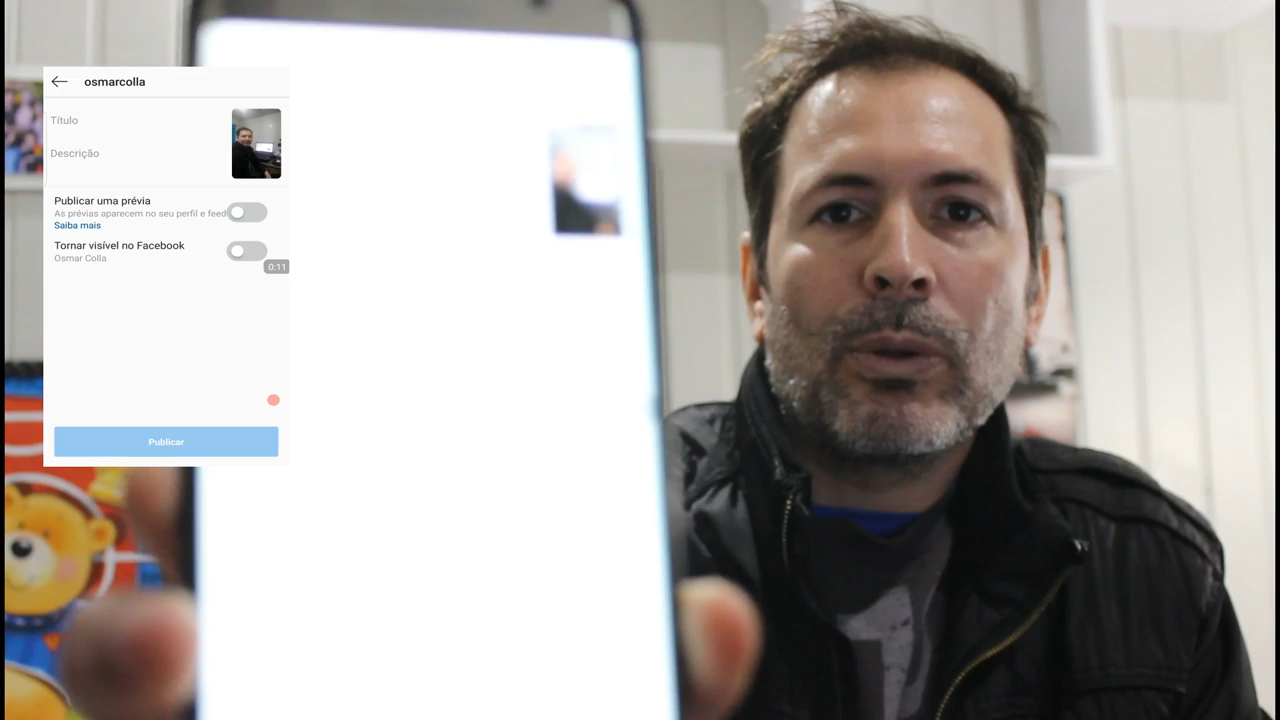 osmarcolla
Título
Descrição
Publicar uma prévia
As prévias aparecem no seu perfil e feed
Saiba mais
Tornar visível no Facebook
Osmar Colla
0:11
Publicar